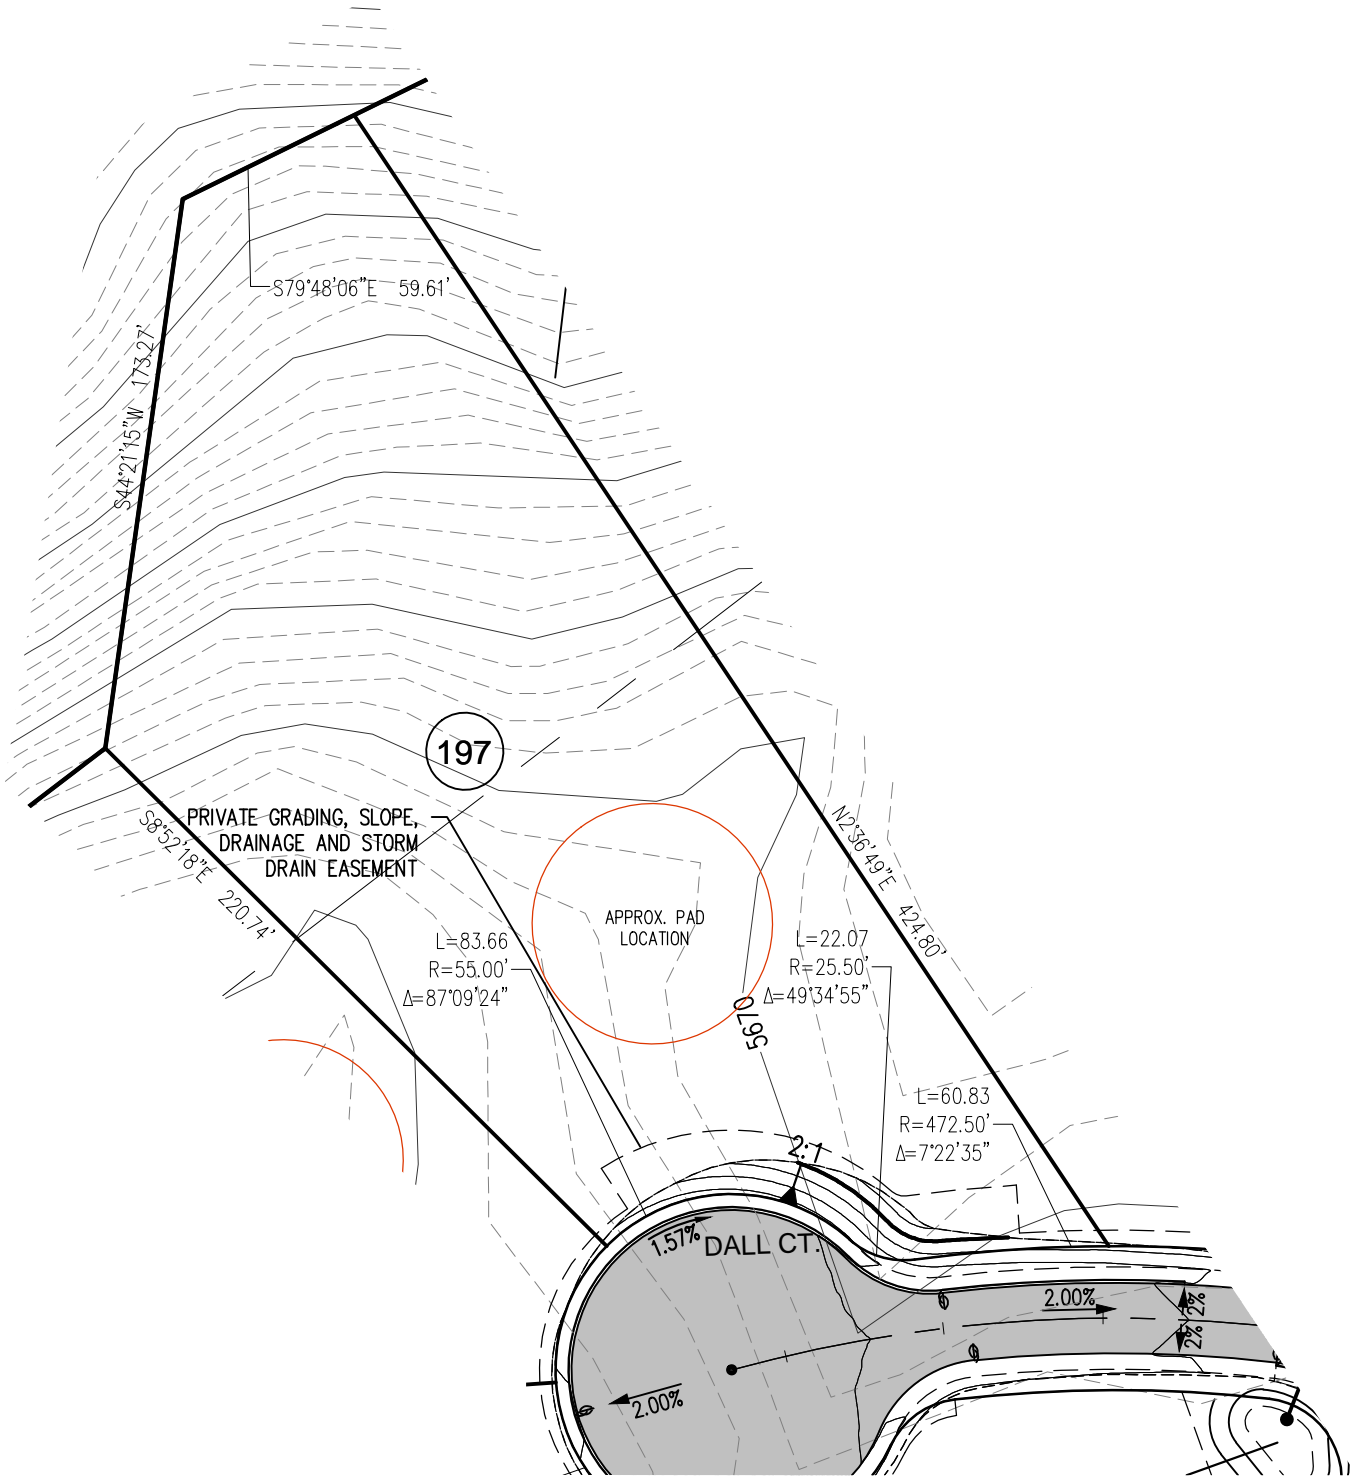 S79°48'06"E 59.61'
S44°21'15"W 173.27'
197
PRIVATE GRADING, SLOPE,
DRAINAGE AND STORM
DRAIN EASEMENT
S8°52'18"E 220.74'
N2°36'49"E 424.80'
APPROX. PAD
LOCATION
L=83.66
R=55.00'
Δ=87°09'24"
L=22.07
R=25.50'
Δ=49°34'55"
5670
L=60.83
R=472.50'
Δ=7°22'35"
2:1
1.57%
DALL CT.
2.00%
2%
2%
2.00%